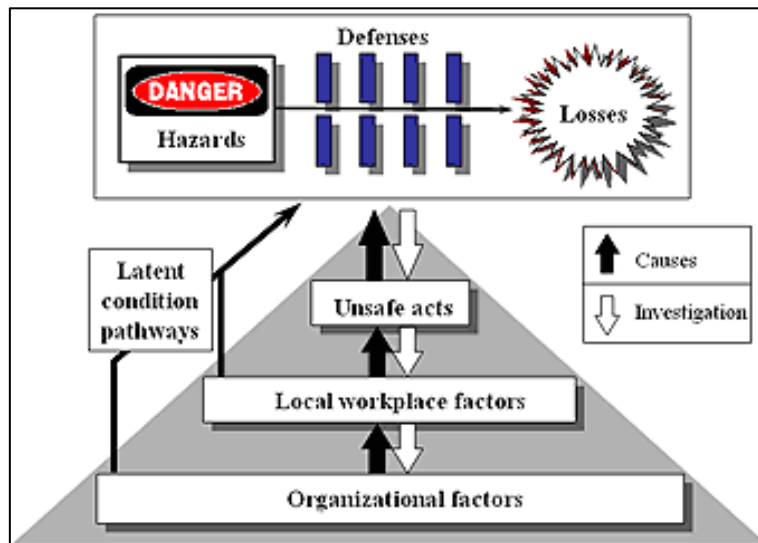 Defenses
DANGER
Hazards
Losses
Latent
condition
pathways
Causes
Investigation
Unsafe acts
Local workplace factors
Organizational factors